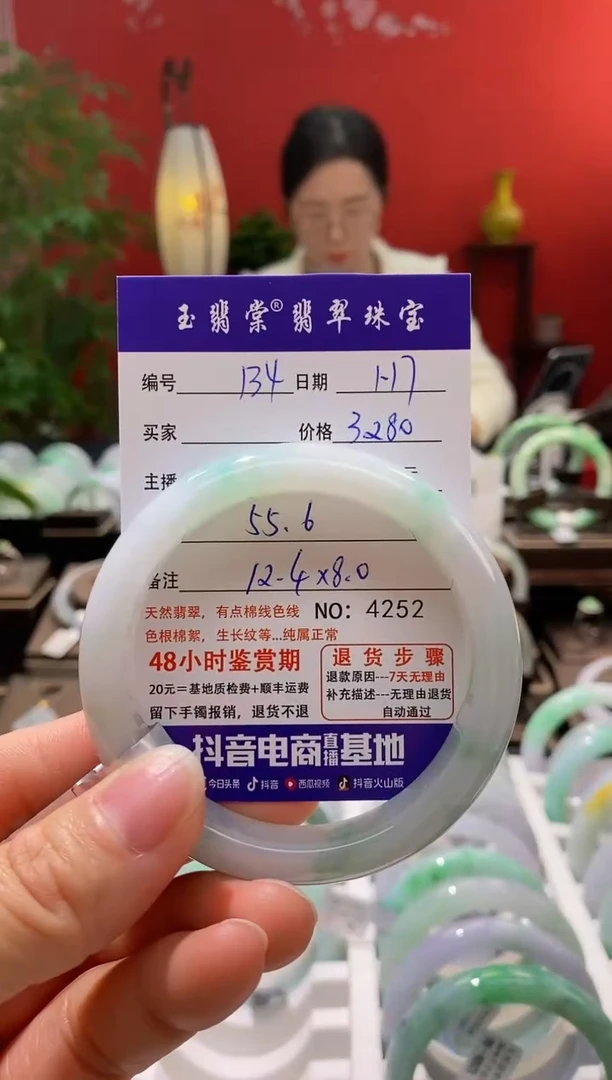 玉翡棠®翡翠珠宝
编号 134 日期 1-17
买家 价格 3280
主播
55.6
备注 12.4×8.0
天然翡翠，有点棉线色线 NO：4252
色根棉絮，生长纹等...纯属正常
48小时鉴赏期
20元=基地质检费+顺丰运费
留下手镯报销，退货不退
退货步骤
退款原因---7天无理由
补充描述---无理由退货
自动通过
抖音电商直播基地
今日头条 抖音 西瓜视频 抖音火山版